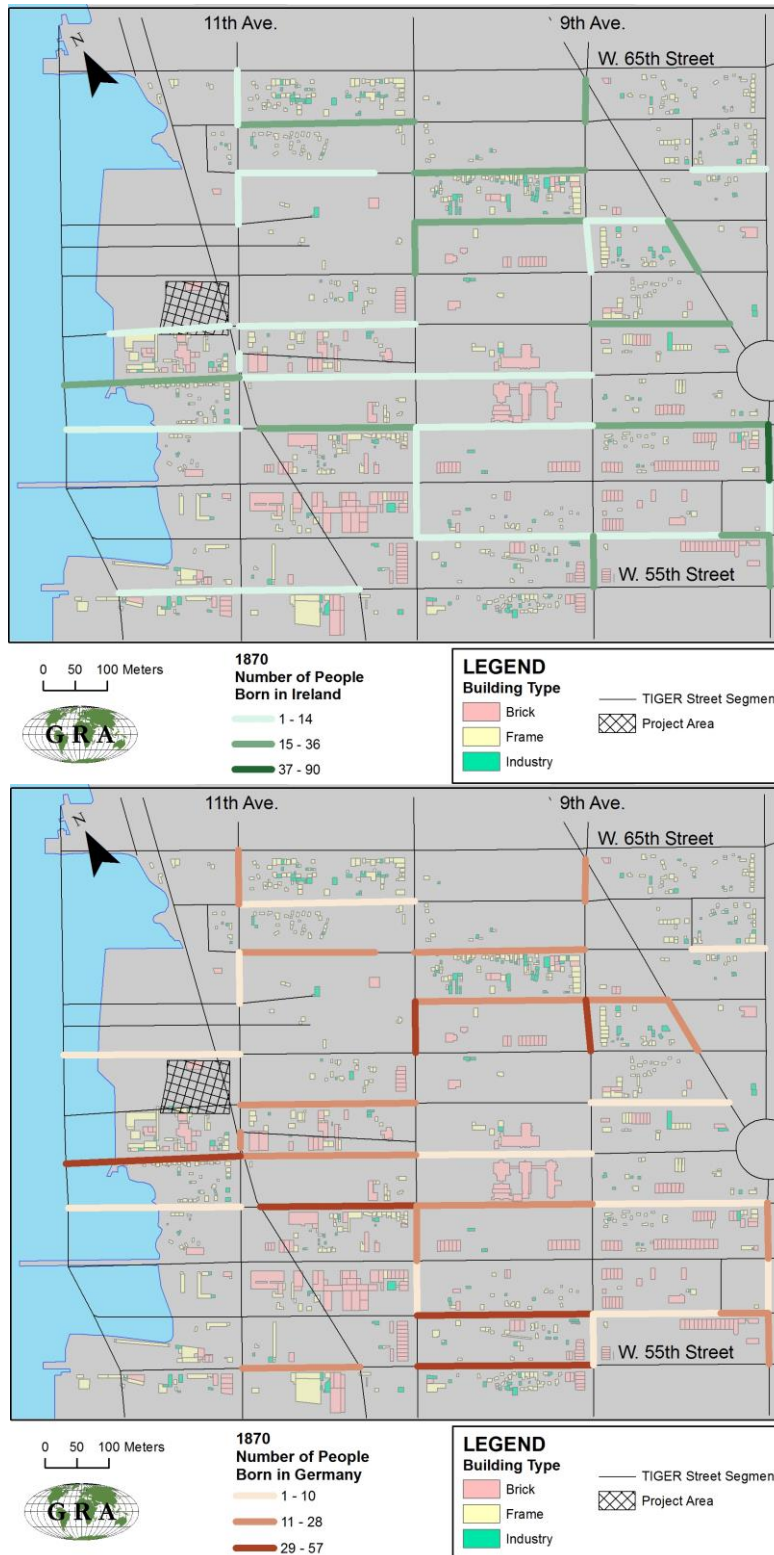 11th Ave. 9th Ave.
N
W. 65th Street
W. 55th Street
0 50 100 Meters
GRA
1870
Number of People
Born in Ireland
1 - 14
15 - 36
37 - 90
LEGEND
Building Type
Brick
Frame
Industry
TIGER Street Segmen
Project Area
11th Ave. 9th Ave.
N
W. 65th Street
W. 55th Street
0 50 100 Meters
GRA
1870
Number of People
Born in Germany
1 - 10
11 - 28
29 - 57
LEGEND
Building Type
Brick
Frame
Industry
TIGER Street Segmen
Project Area